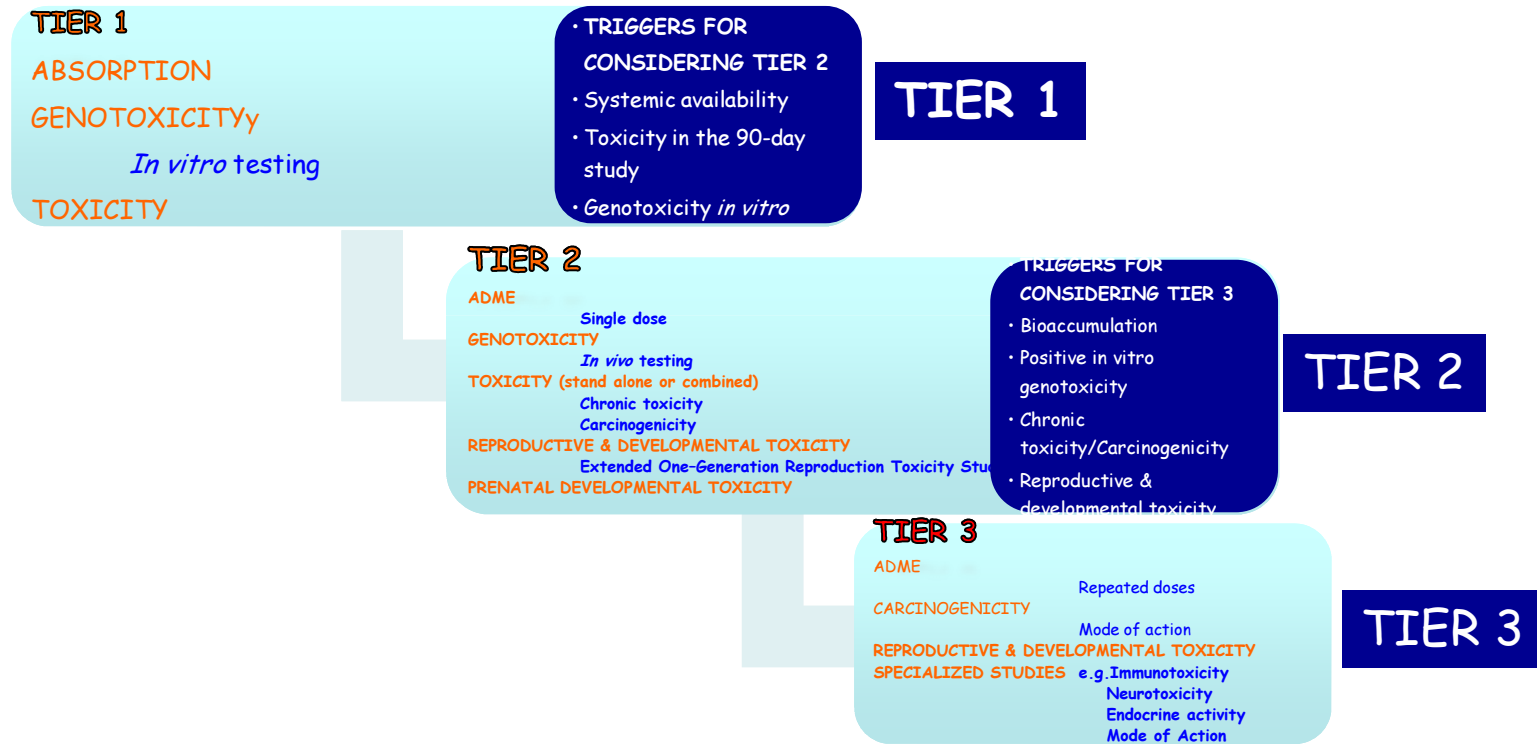 TIER 1
ABSORPTION
GENOTOXICITYy
In vitro testing
TOXICITY
· TRIGGERS FOR
CONSIDERING TIER 2
· Systemic availability
· Toxicity in the 90-day
study
· Genotoxicity in vitro
TIER 1
TIER 2
ADME
Single dose
GENOTOXICITY
In vivo testing
TOXICITY (stand alone or combined)
Chronic toxicity
Carcinogenicity
REPRODUCTIVE & DEVELOPMENTAL TOXICITY
Extended One-Generation Reproduction Toxicity Stu
PRENATAL DEVELOPMENTAL TOXICITY
· TRIGGERS FOR
CONSIDERING TIER 3
· Bioaccumulation
· Positive in vitro
genotoxicity
· Chronic
toxicity/Carcinogenicity
· Reproductive &
developmental toxicity
TIER 2
TIER 3
ADME
Repeated doses
CARCINOGENICITY
Mode of action
REPRODUCTIVE & DEVELOPMENTAL TOXICITY
SPECIALIZED STUDIES e.g.Immunotoxicity
Neurotoxicity
Endocrine activity
Mode of Action
TIER 3